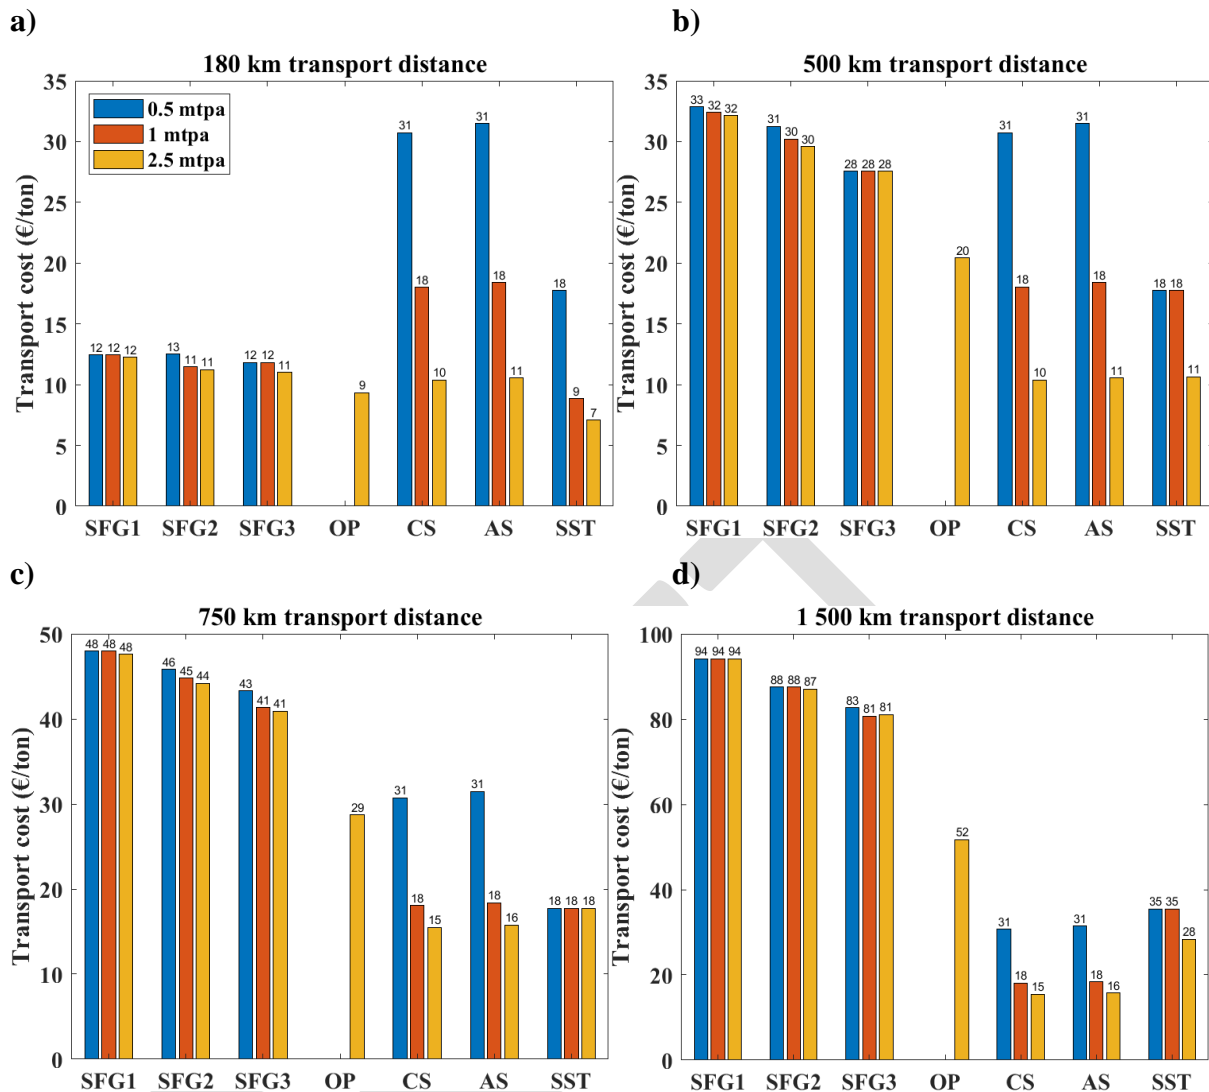 a)
180 km transport distance
Transport cost (€/ton)
35
30
25
20
15
10
5
0
0.5 mtpa
1 mtpa
2.5 mtpa
12 12 12
13 11 11
12 12 11
9
31 18 10
31 18 11
18 9 7
SFG1 SFG2 SFG3 OP CS AS SST
b)
500 km transport distance
Transport cost (€/ton)
35
30
25
20
15
10
5
0
33 32 32
31 30 30
28 28 28
20
31 18 10
31 18 11
18 18 11
SFG1 SFG2 SFG3 OP CS AS SST
c)
750 km transport distance
Transport cost (€/ton)
50
40
30
20
10
0
48 48 48
46 45 44
43 41 41
29
31 18 15
31 18 16
18 18 18
SFG1 SFG2 SFG3 OP CS AS SST
d)
1 500 km transport distance
Transport cost (€/ton)
100
80
60
40
20
0
94 94 94
88 88 87
83 81 81
52
31 18 15
31 18 16
35 35 28
SFG1 SFG2 SFG3 OP CS AS SST